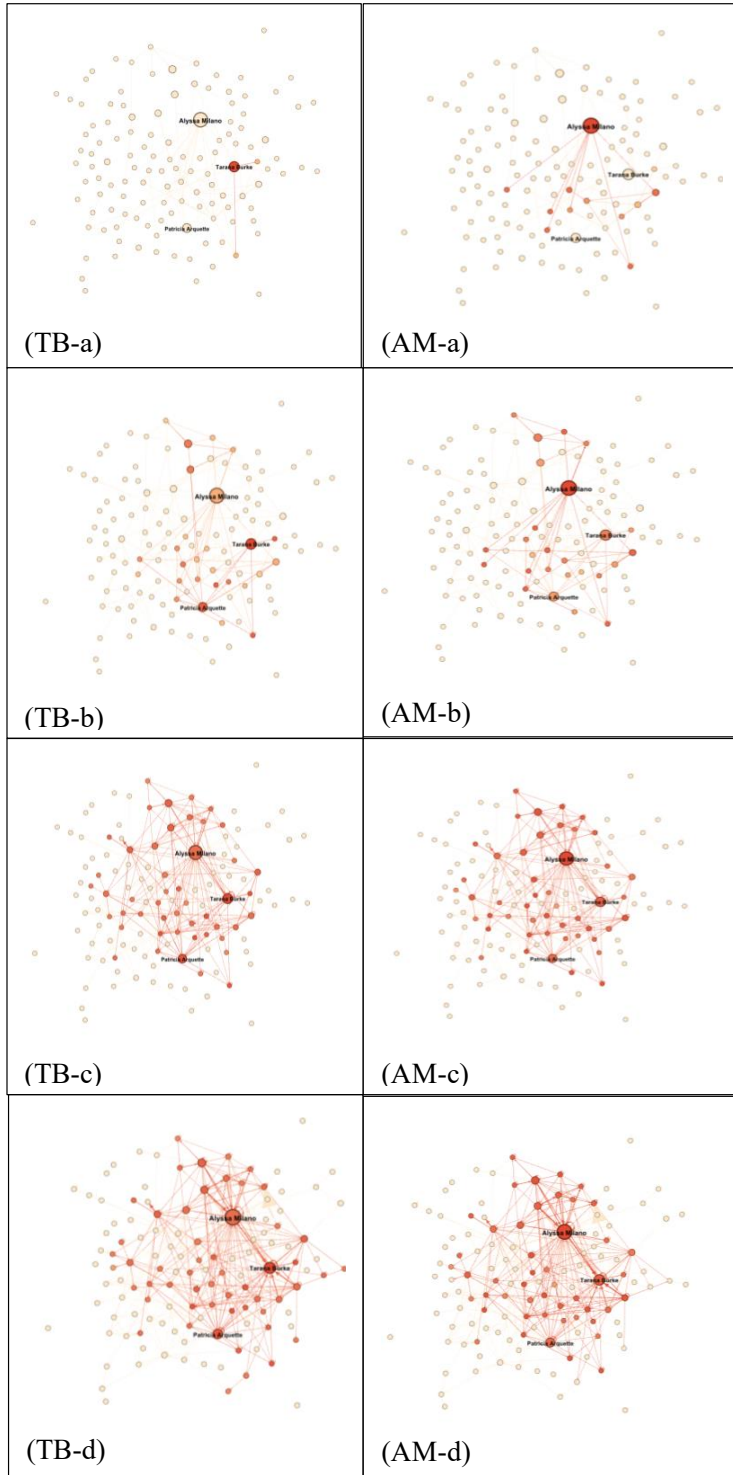 Alyssa Milano
Tarana Burke
Patricia Arquette
(TB-a)
Alyssa Milano
Tarana Burke
Patricia Arquette
(AM-a)
Alyssa Milano
Tarana Burke
Patricia Arquette
(TB-b)
Alyssa Milano
Tarana Burke
Patricia Arquette
(AM-b)
Alyssa Milano
Tarana Burke
Patricia Arquette
(TB-c)
Alyssa Milano
Tarana Burke
Patricia Arquette
(AM-c)
Alyssa Milano
Tarana Burke
Patricia Arquette
(TB-d)
Alyssa Milano
Tarana Burke
Patricia Arquette
(AM-d)